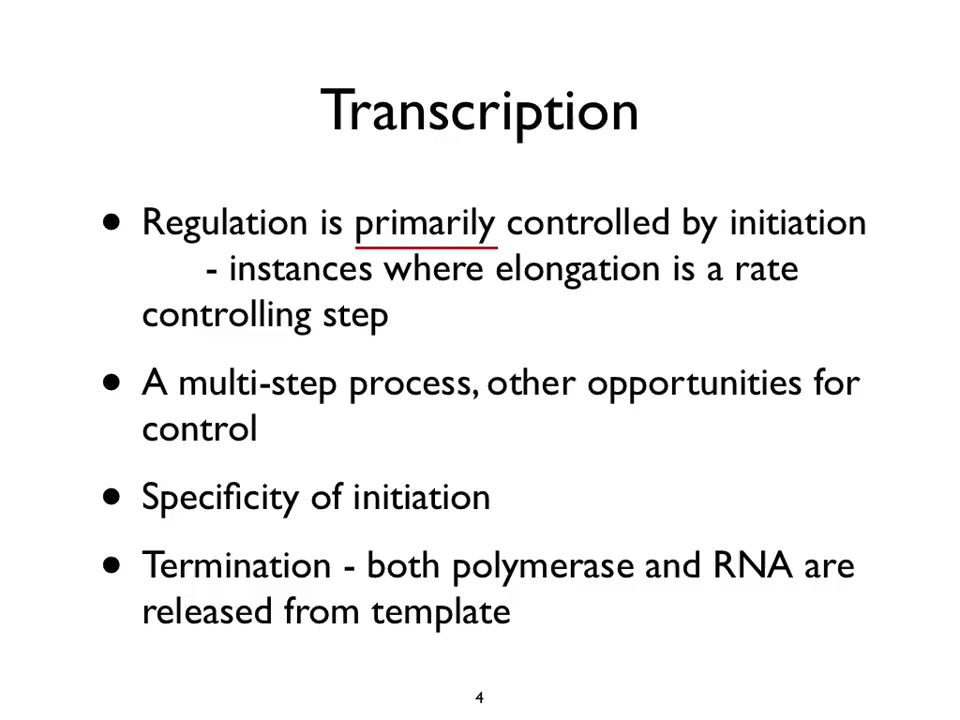 Transcription
• Regulation is primarily controlled by initiation
- instances where elongation is a rate
controlling step
• A multi-step process, other opportunities for
control
• Specificity of initiation
• Termination - both polymerase and RNA are
released from template
4